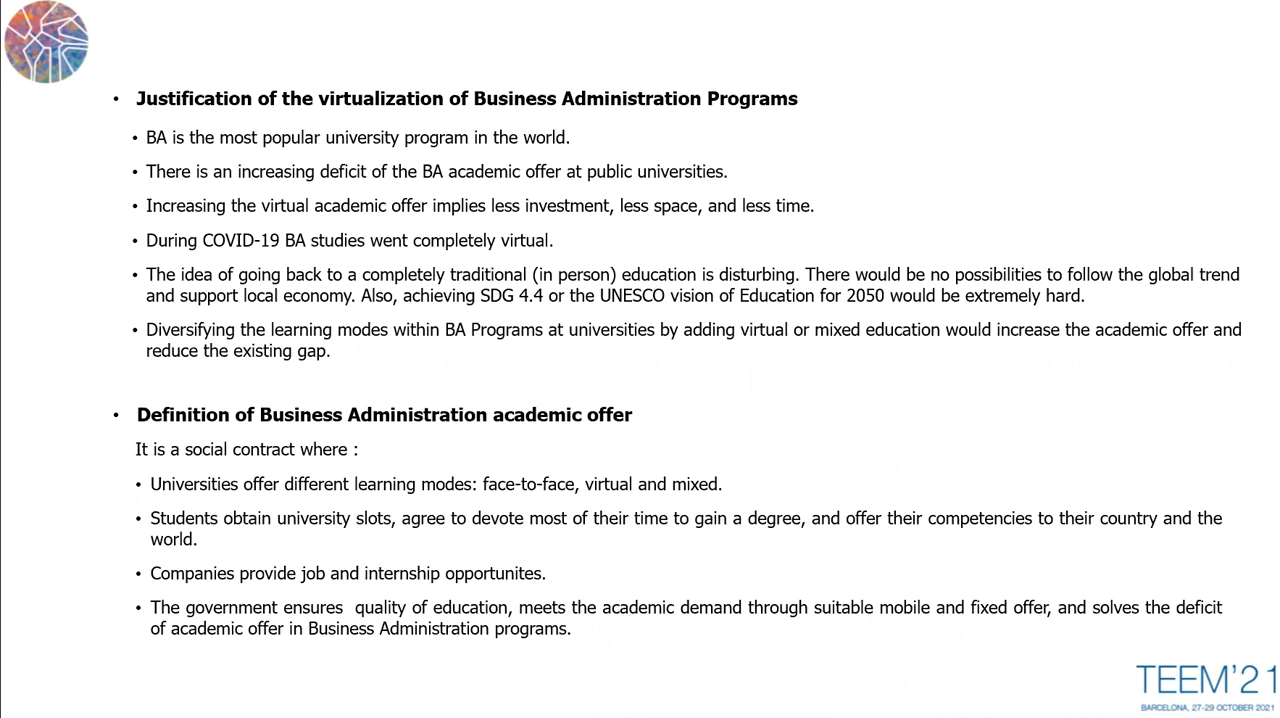 • Justification of the virtualization of Business Administration Programs
• BA is the most popular university program in the world.
• There is an increasing deficit of the BA academic offer at public universities.
• Increasing the virtual academic offer implies less investment, less space, and less time.
• During COVID-19 BA studies went completely virtual.
• The idea of going back to a completely traditional (in person) education is disturbing. There would be no possibilities to follow the global trend
and support local economy. Also, achieving SDG 4.4 or the UNESCO vision of Education for 2050 would be extremely hard.
• Diversifying the learning modes within BA Programs at universities by adding virtual or mixed education would increase the academic offer and
reduce the existing gap.
• Definition of Business Administration academic offer
It is a social contract where :
• Universities offer different learning modes: face-to-face, virtual and mixed.
• Students obtain university slots, agree to devote most of their time to gain a degree, and offer their competencies to their country and the
world.
• Companies provide job and internship opportunites.
• The government ensures  quality of education, meets the academic demand through suitable mobile and fixed offer, and solves the deficit
of academic offer in Business Administration programs.
TEEM'21
BARCELONA, 27-29 OCTOBER 2021